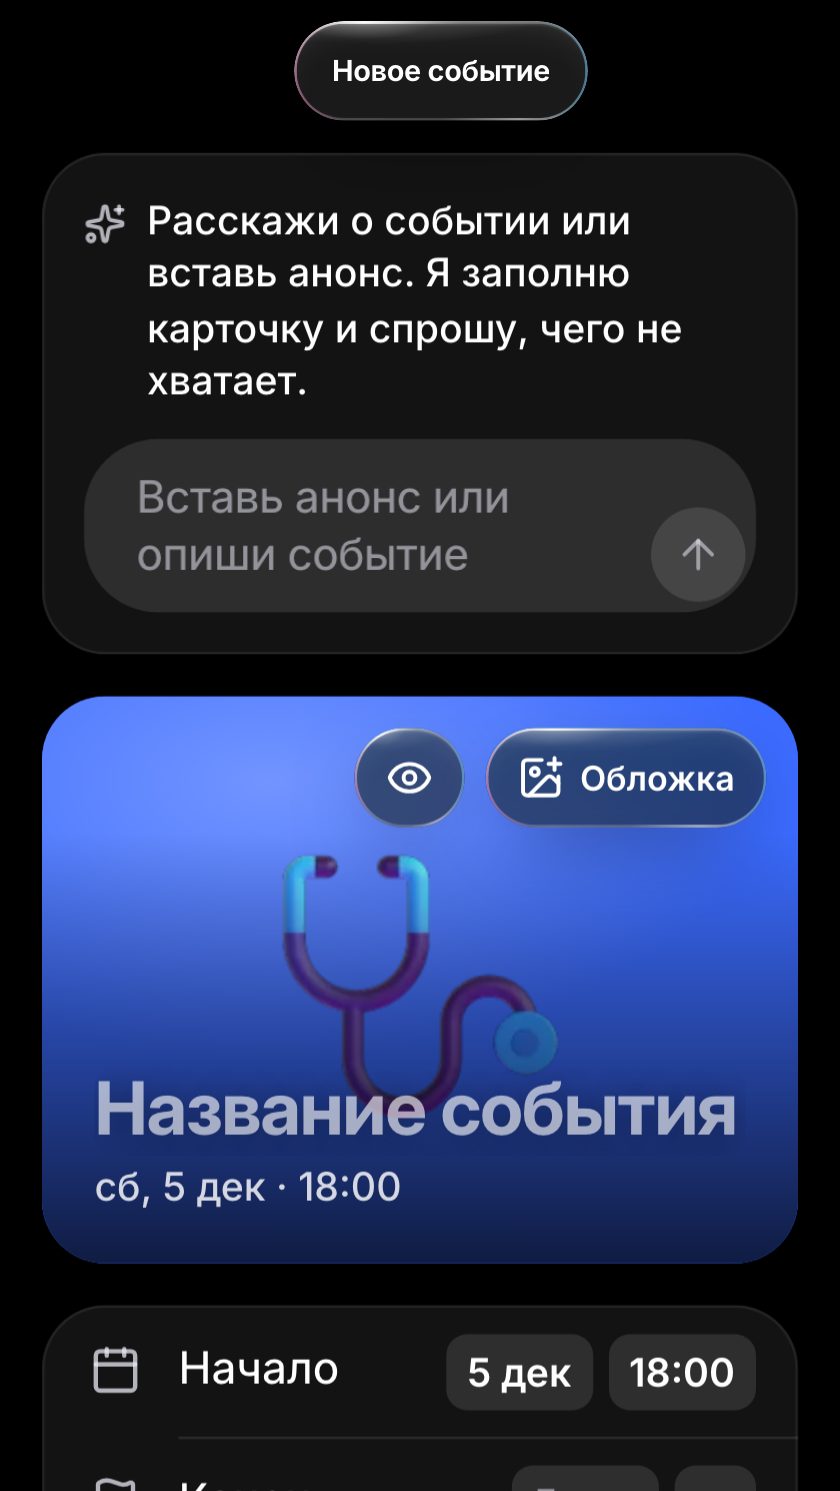 Новое событие
Расскажи о событии или
вставь анонс. Я заполню
карточку и спрошу, чего не
хватает.
Вставь анонс или
опиши событие
Обложка
Название события
сб, 5 дек · 18:00
Начало
5 дек
18:00